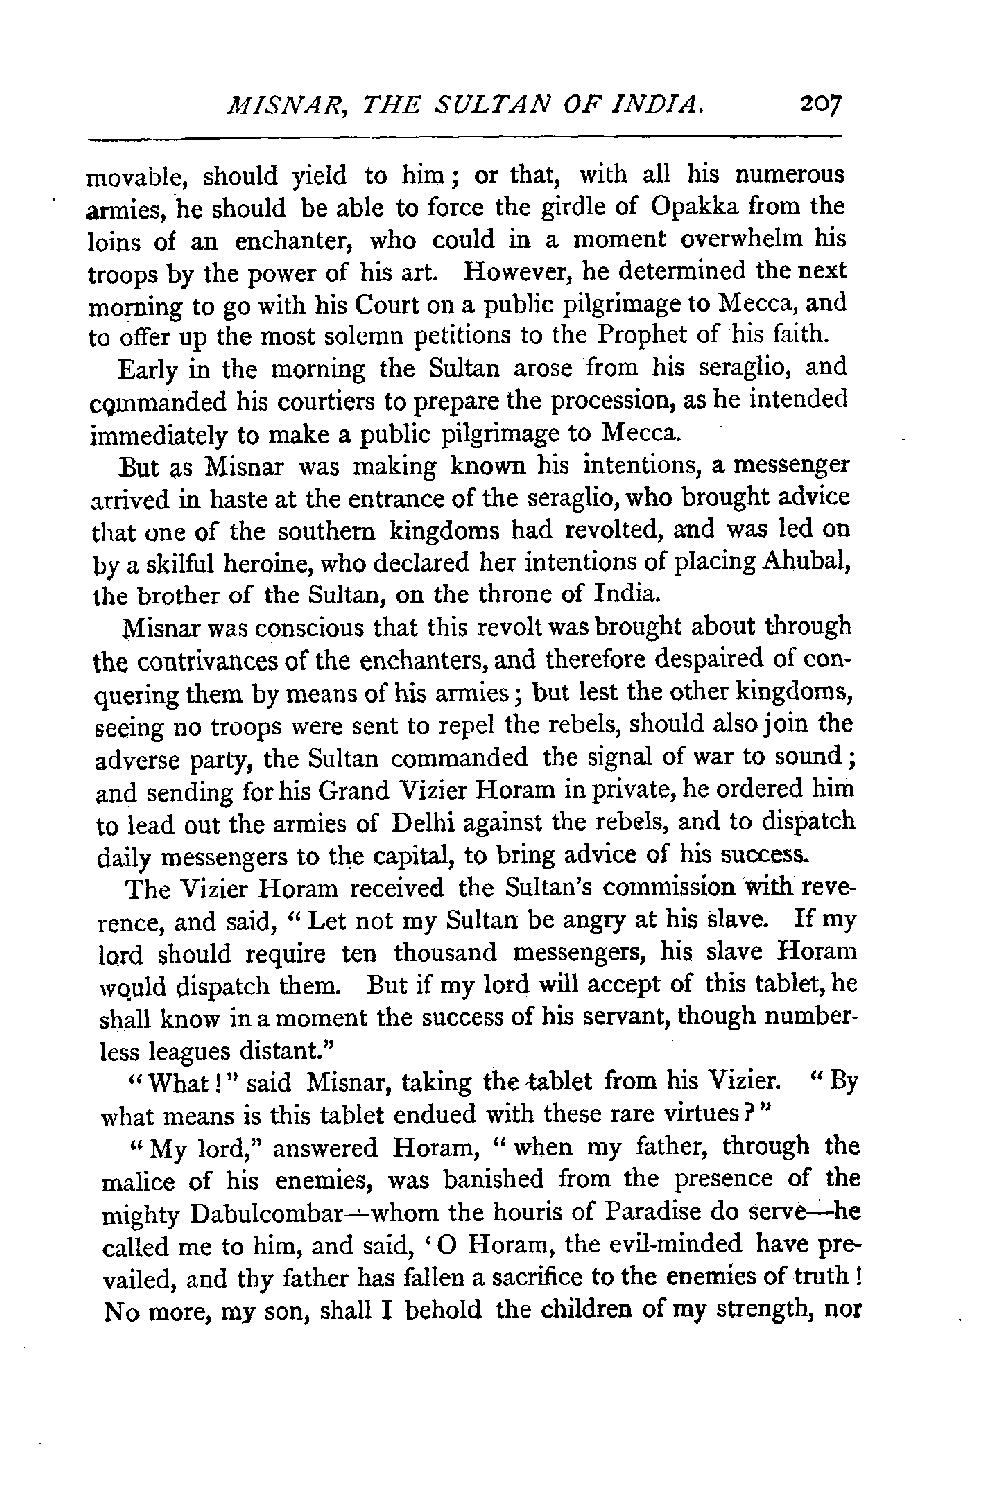 MISNAR, THE SULTAN OF INDIA. 207
movable, should yield to him; or that, with all his numerous
armies, he should be able to force the girdle of Opakka from the
loins of an enchanter, who could in a moment overwhelm his
troops by the power of his art. However, he determined the next
morning to go with his Court on a public pilgrimage to Mecca, and
to offer up the most solemn petitions to the Prophet of his faith.
Early in the morning the Sultan arose from his seraglio, and
commanded his courtiers to prepare the procession, as he intended
immediately to make a public pilgrimage to Mecca.
But as Misnar was making known his intentions, a messenger
arrived in haste at the entrance of the seraglio, who brought advice
that one of the southern kingdoms had revolted, and was led on
by a skilful heroine, who declared her intentions of placing Ahubal,
the brother of the Sultan, on the throne of India.
Misnar was conscious that this revolt was brought about through
the contrivances of the enchanters, and therefore despaired of con-
quering them by means of his armies; but lest the other kingdoms,
seeing no troops were sent to repel the rebels, should also join the
adverse party, the Sultan commanded the signal of war to sound;
and sending for his Grand Vizier Horam in private, he ordered him
to lead out the armies of Delhi against the rebels, and to dispatch
daily messengers to the capital, to bring advice of his success.
The Vizier Horam received the Sultan's commission with reve-
rence, and said, "Let not my Sultan be angry at his slave. If my
lord should require ten thousand messengers, his slave Horam
would dispatch them. But if my lord will accept of this tablet, he
shall know in a moment the success of his servant, though number-
less leagues distant."
"What!" said Misnar, taking the tablet from his Vizier. "By
what means is this tablet endued with these rare virtues?"
"My lord," answered Horam, "when my father, through the
malice of his enemies, was banished from the presence of the
mighty Dabulcombar—whom the houris of Paradise do serve—he
called me to him, and said, 'O Horam, the evil-minded have pre-
vailed, and thy father has fallen a sacrifice to the enemies of truth!
No more, my son, shall I behold the children of my strength, nor